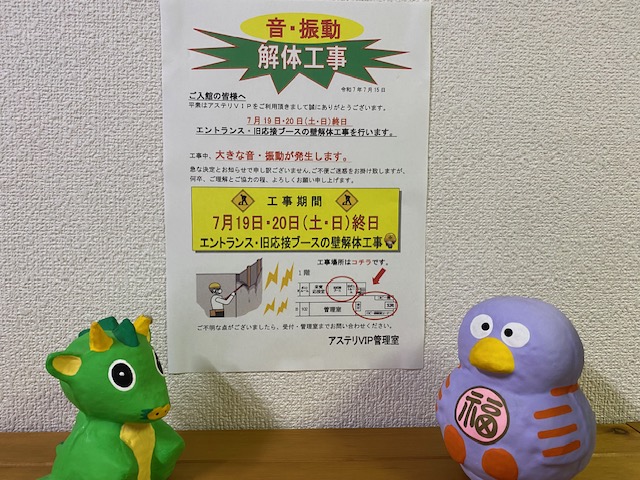 音・振動
解体工事
令和7年7月15日
ご入館の皆様へ
平素はアステリVIPをご利用頂きまして誠にありがとうございます。
7月19日・20日(土・日)終日
エントランス・旧応接ブースの壁解体工事を行います。
工事中、大きな音・振動が発生します。
急な決定とお知らせで申し訳ございません。ご不便ご迷惑をお掛け致しますが、
何卒、ご理解とご協力の程、よろしくお願い申し上げます。
工事期間
7月19日・20日(土・日)終日
エントランス・旧応接ブースの壁解体工事
工事場所はコチラです。
1階
管理室
ご不明な点がございましたら、受付・管理室までお問い合わせください。
アステリVIP管理室
福